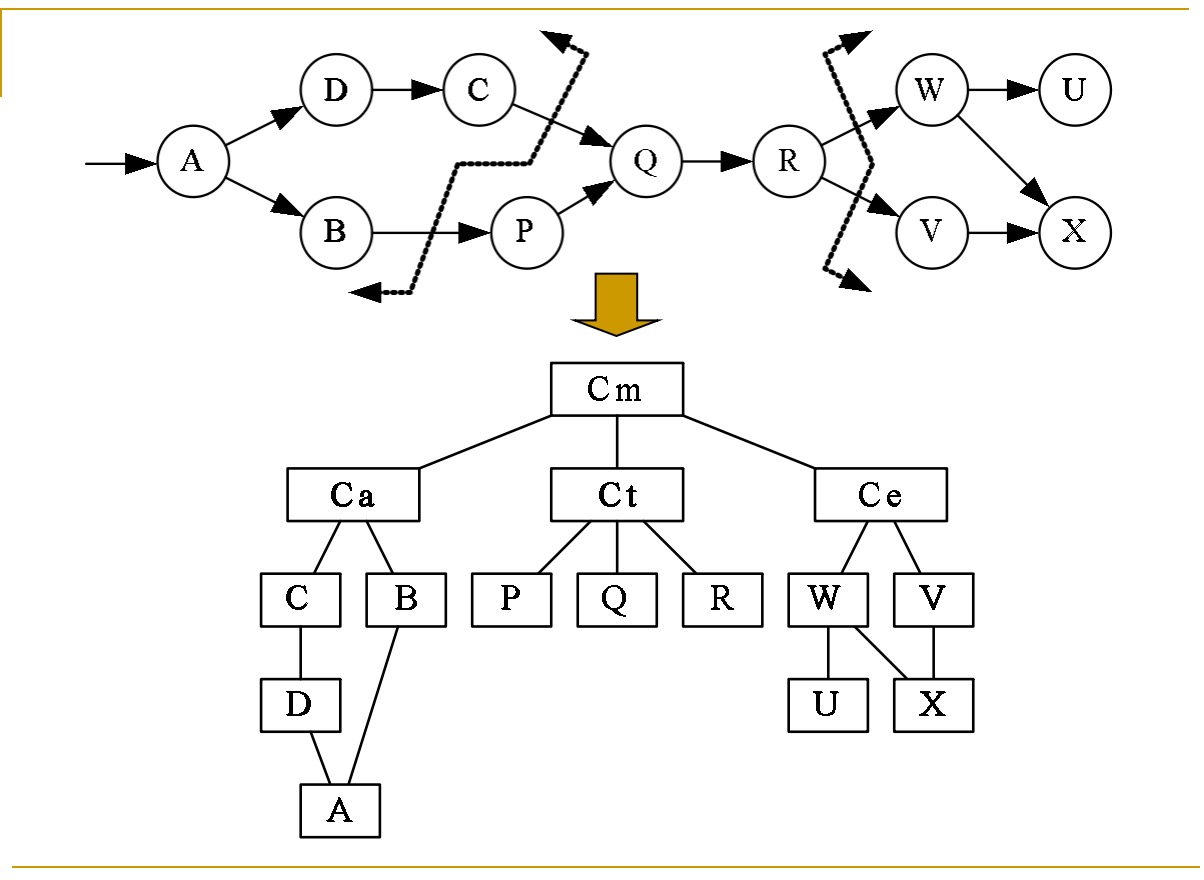 D C W U
A Q R
B P V X
Cm
Ca Ct Ce
C B P Q R W V
D U X
A